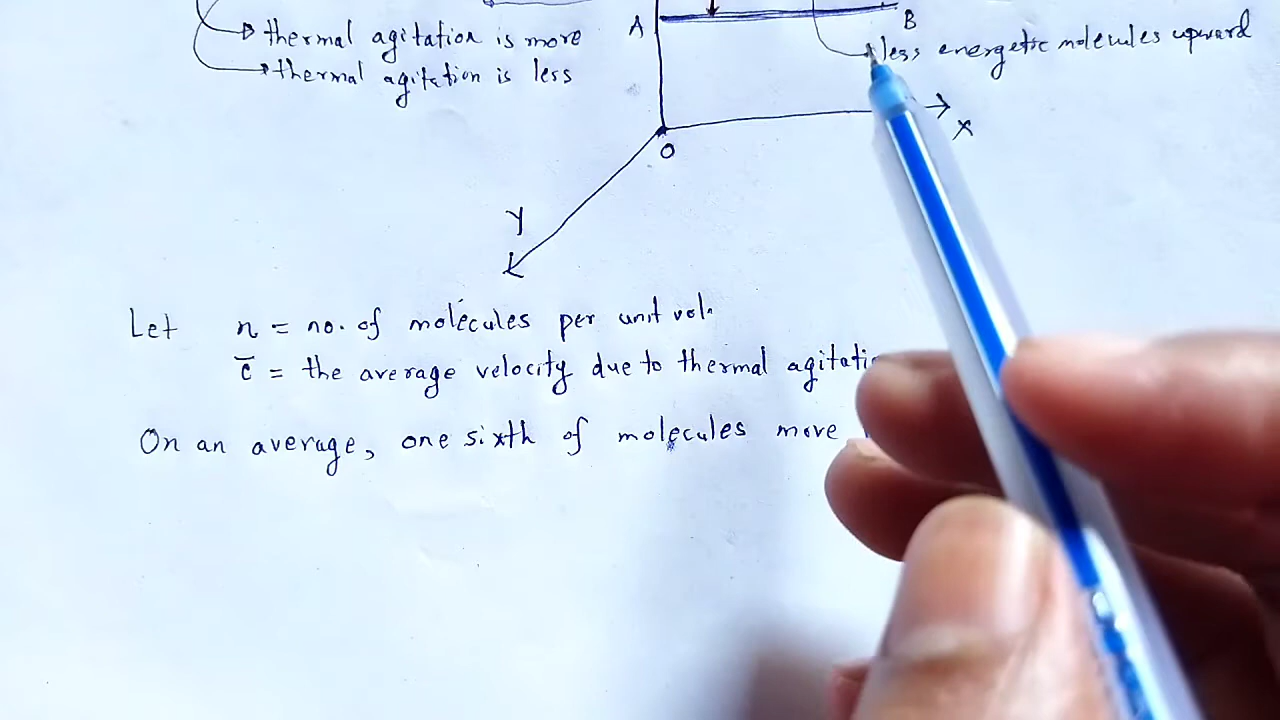 thermal agitation is more
thermal agitation is less
A
B
less energetic molecules upward
X
O
Y
Let n = no. of molecules per unit vol.
c̄ = the average velocity due to thermal
On an average, one sixth of molecules move